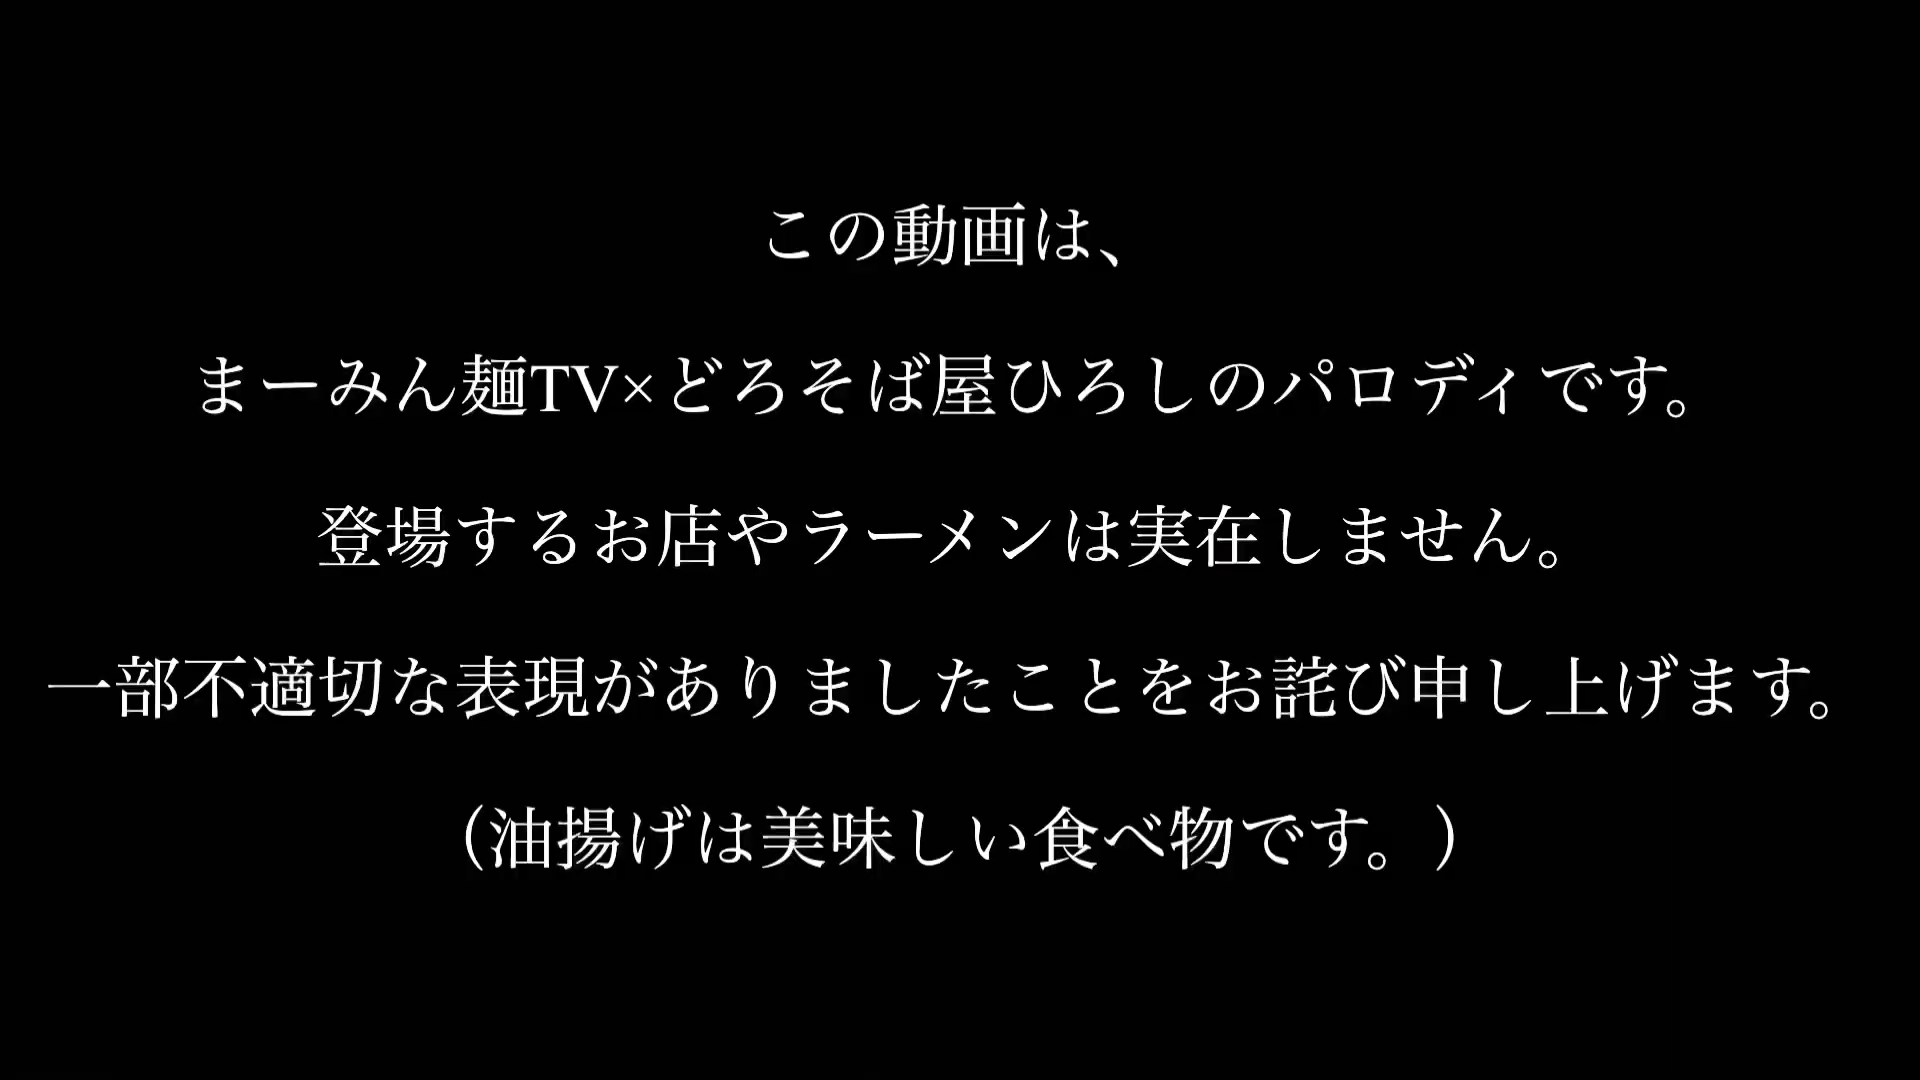 この動画は、
まーみん麺TV×どろそば屋ひろしのパロディです。
登場するお店やラーメンは実在しません。
一部不適切な表現がありましたことをお詫び申し上げます。
（油揚げは美味しい食べ物です。）